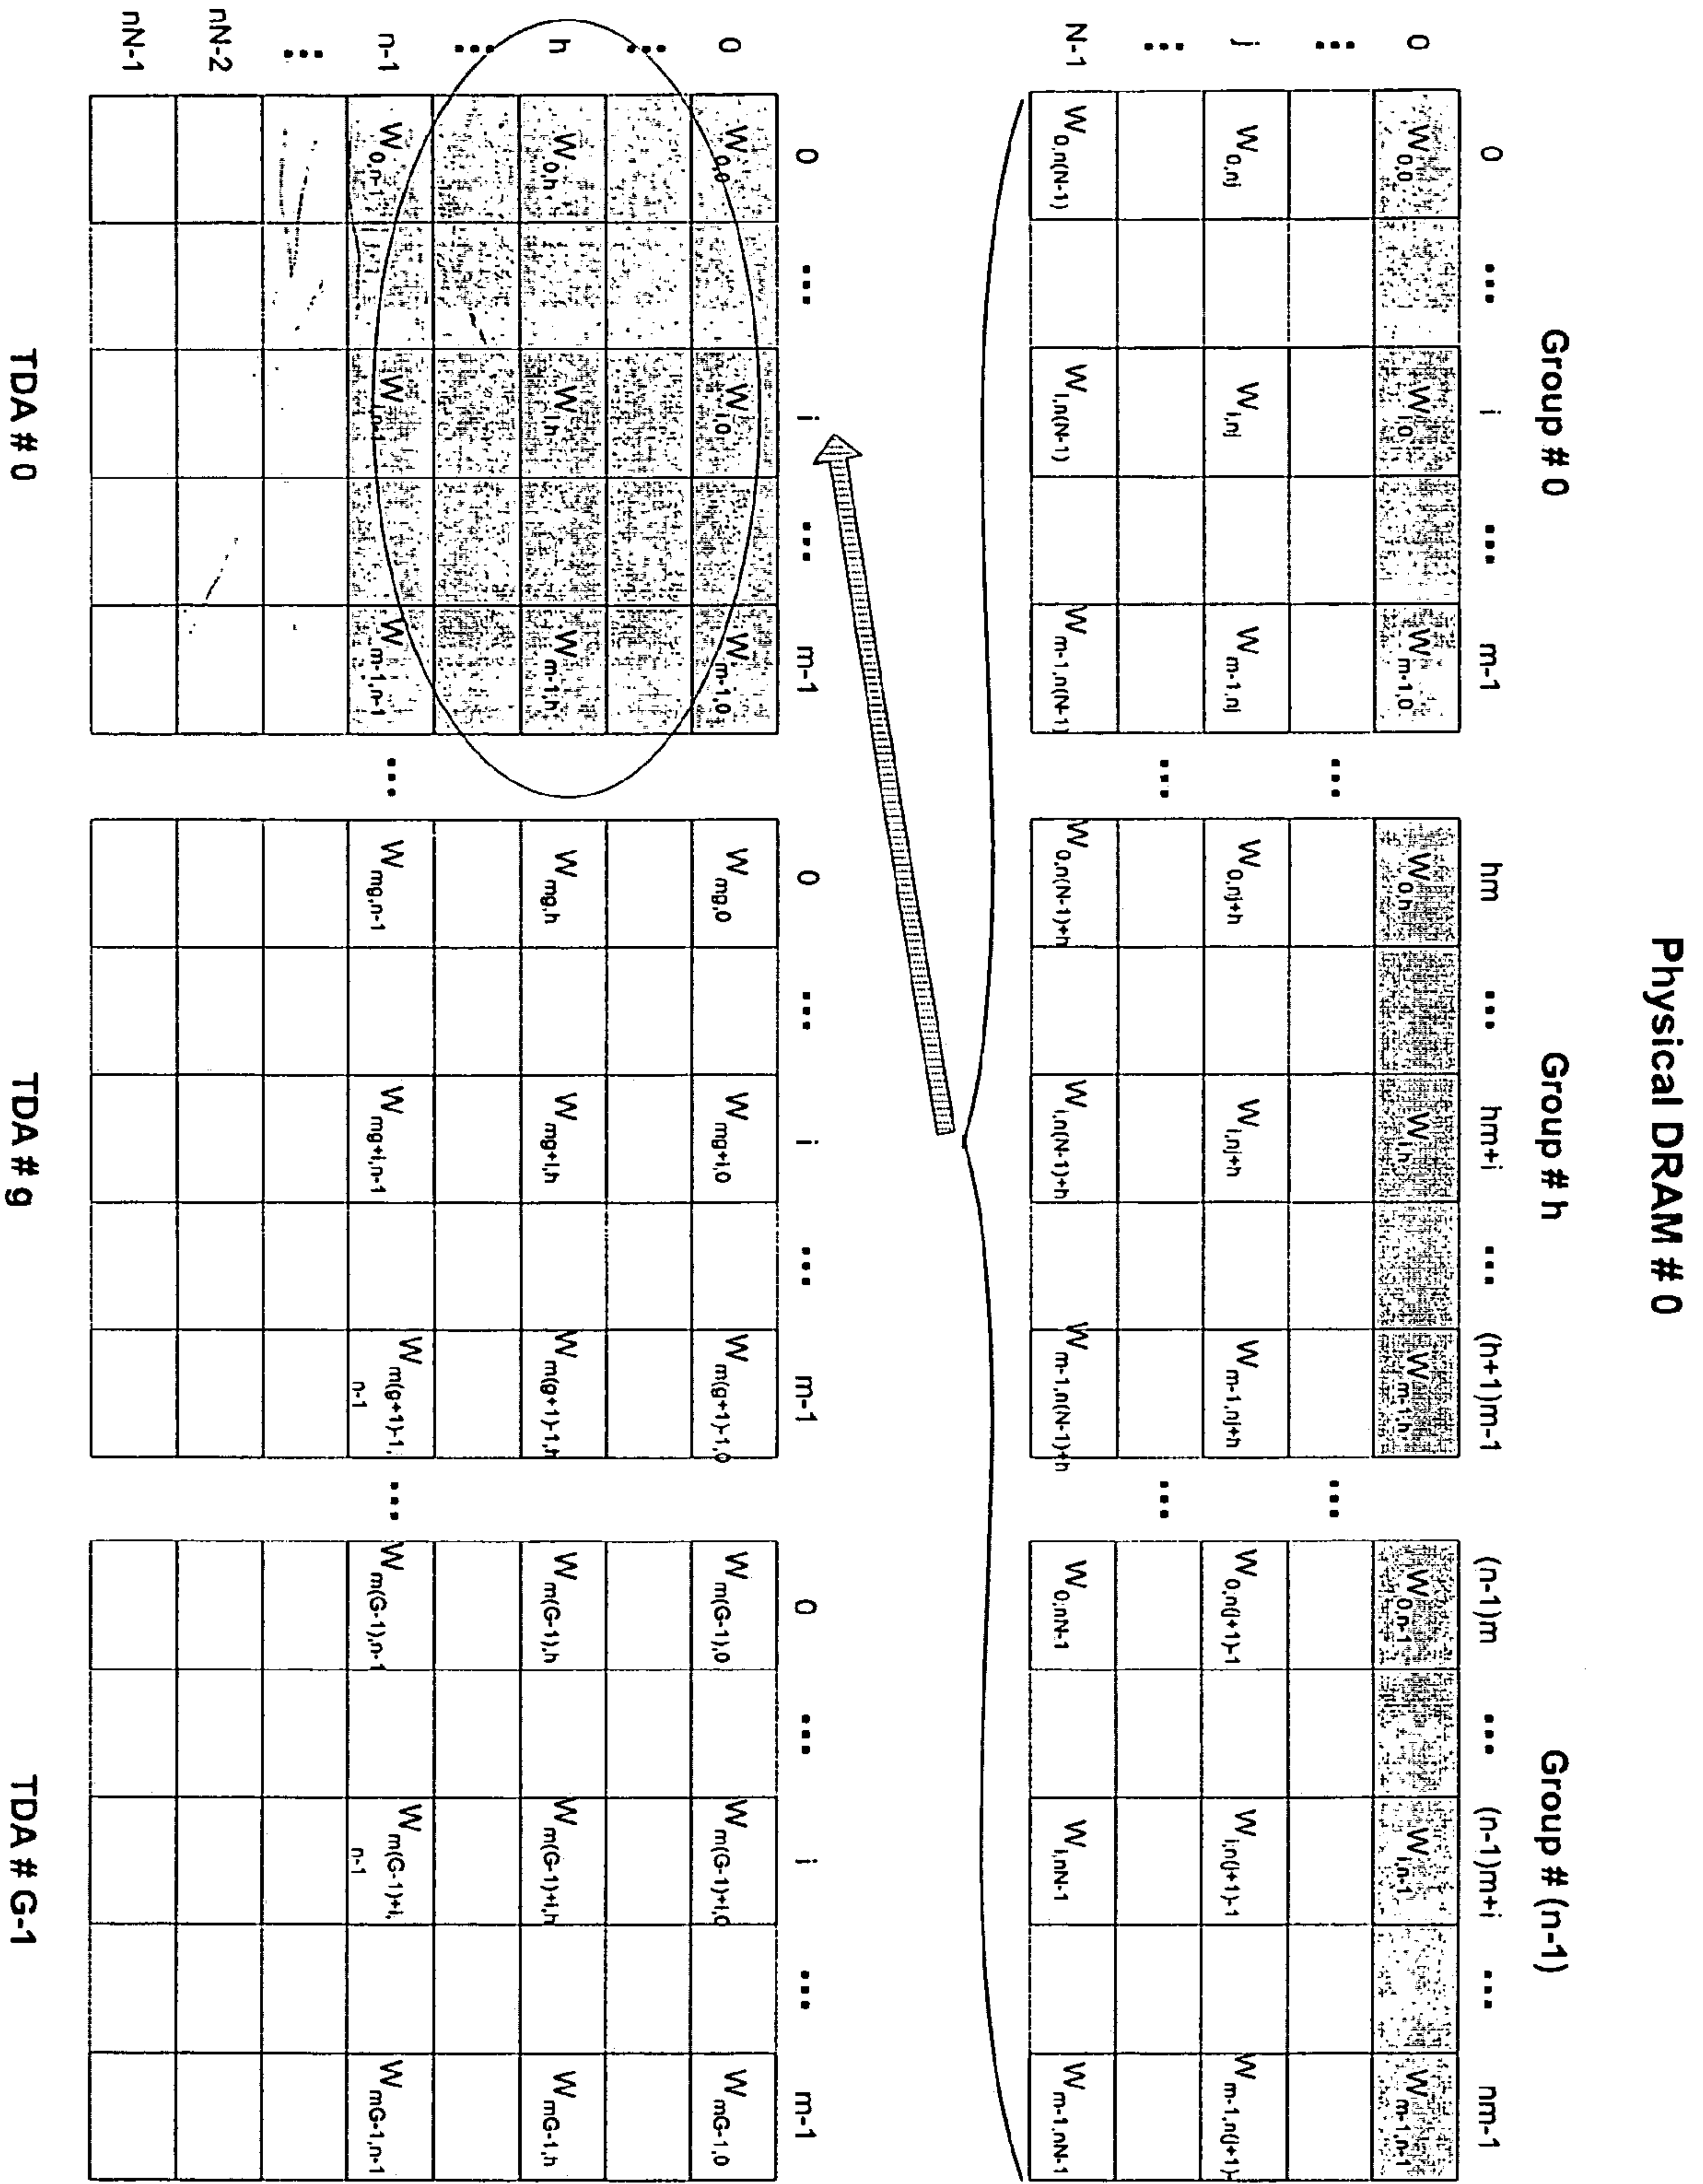 Physical DRAM # 0
Group # 0 Group # h Group # (n-1)
0 ... i ... m-1 hm ... hm+i ... (h+1)m-1 (n-1)m ... (n-1)m+i ... nm-1
0 W0,0 Wi,0 Wm-1,0 W0,h Wi,h Wm-1,h W0,n-1 Wi,n-1 Wm-1,n-1
... ... ...
j W0,nj Wi,nj Wm-1,nj W0,nj+h Wi,nj+h Wm-1,nj+h W0,n(j+1)-1 Wi,n(j+1)-1 Wm-1,n(j+1)-
... ... ...
N-1 W0,n(N-1) Wi,n(N-1) Wm-1,n(N-1) W0,n(N-1)+h Wi,n(N-1)+h Wm-1,n(N-1)+h W0,nN-1 Wi,nN-1 Wm-1,nN-1
0 ... i ... m-1 0 ... i ... m-1 0 ... i ... m-1
0 W0,0 Wi,0 Wm-1,0 Wmg,0 Wmg+i,0 Wm(g+1)-1,0 Wm(G-1),0 Wm(G-1)+i,0 WmG-1,0
...
h W0,h Wi,h Wm-1,h Wmg,h Wmg+i,h Wm(g+1)-1,h Wm(G-1),h Wm(G-1)+i,h WmG-1,h
...
n-1 W0,n-1 Wi,n-1 Wm-1,n-1 ... Wmg,n-1 Wmg+i,n-1 Wm(g+1)-1,n-1 ... Wm(G-1),n-1 Wm(G-1)+i,n-1 WmG-1,n-1
...
nN-2
nN-1
TDA # 0 TDA # g TDA # G-1